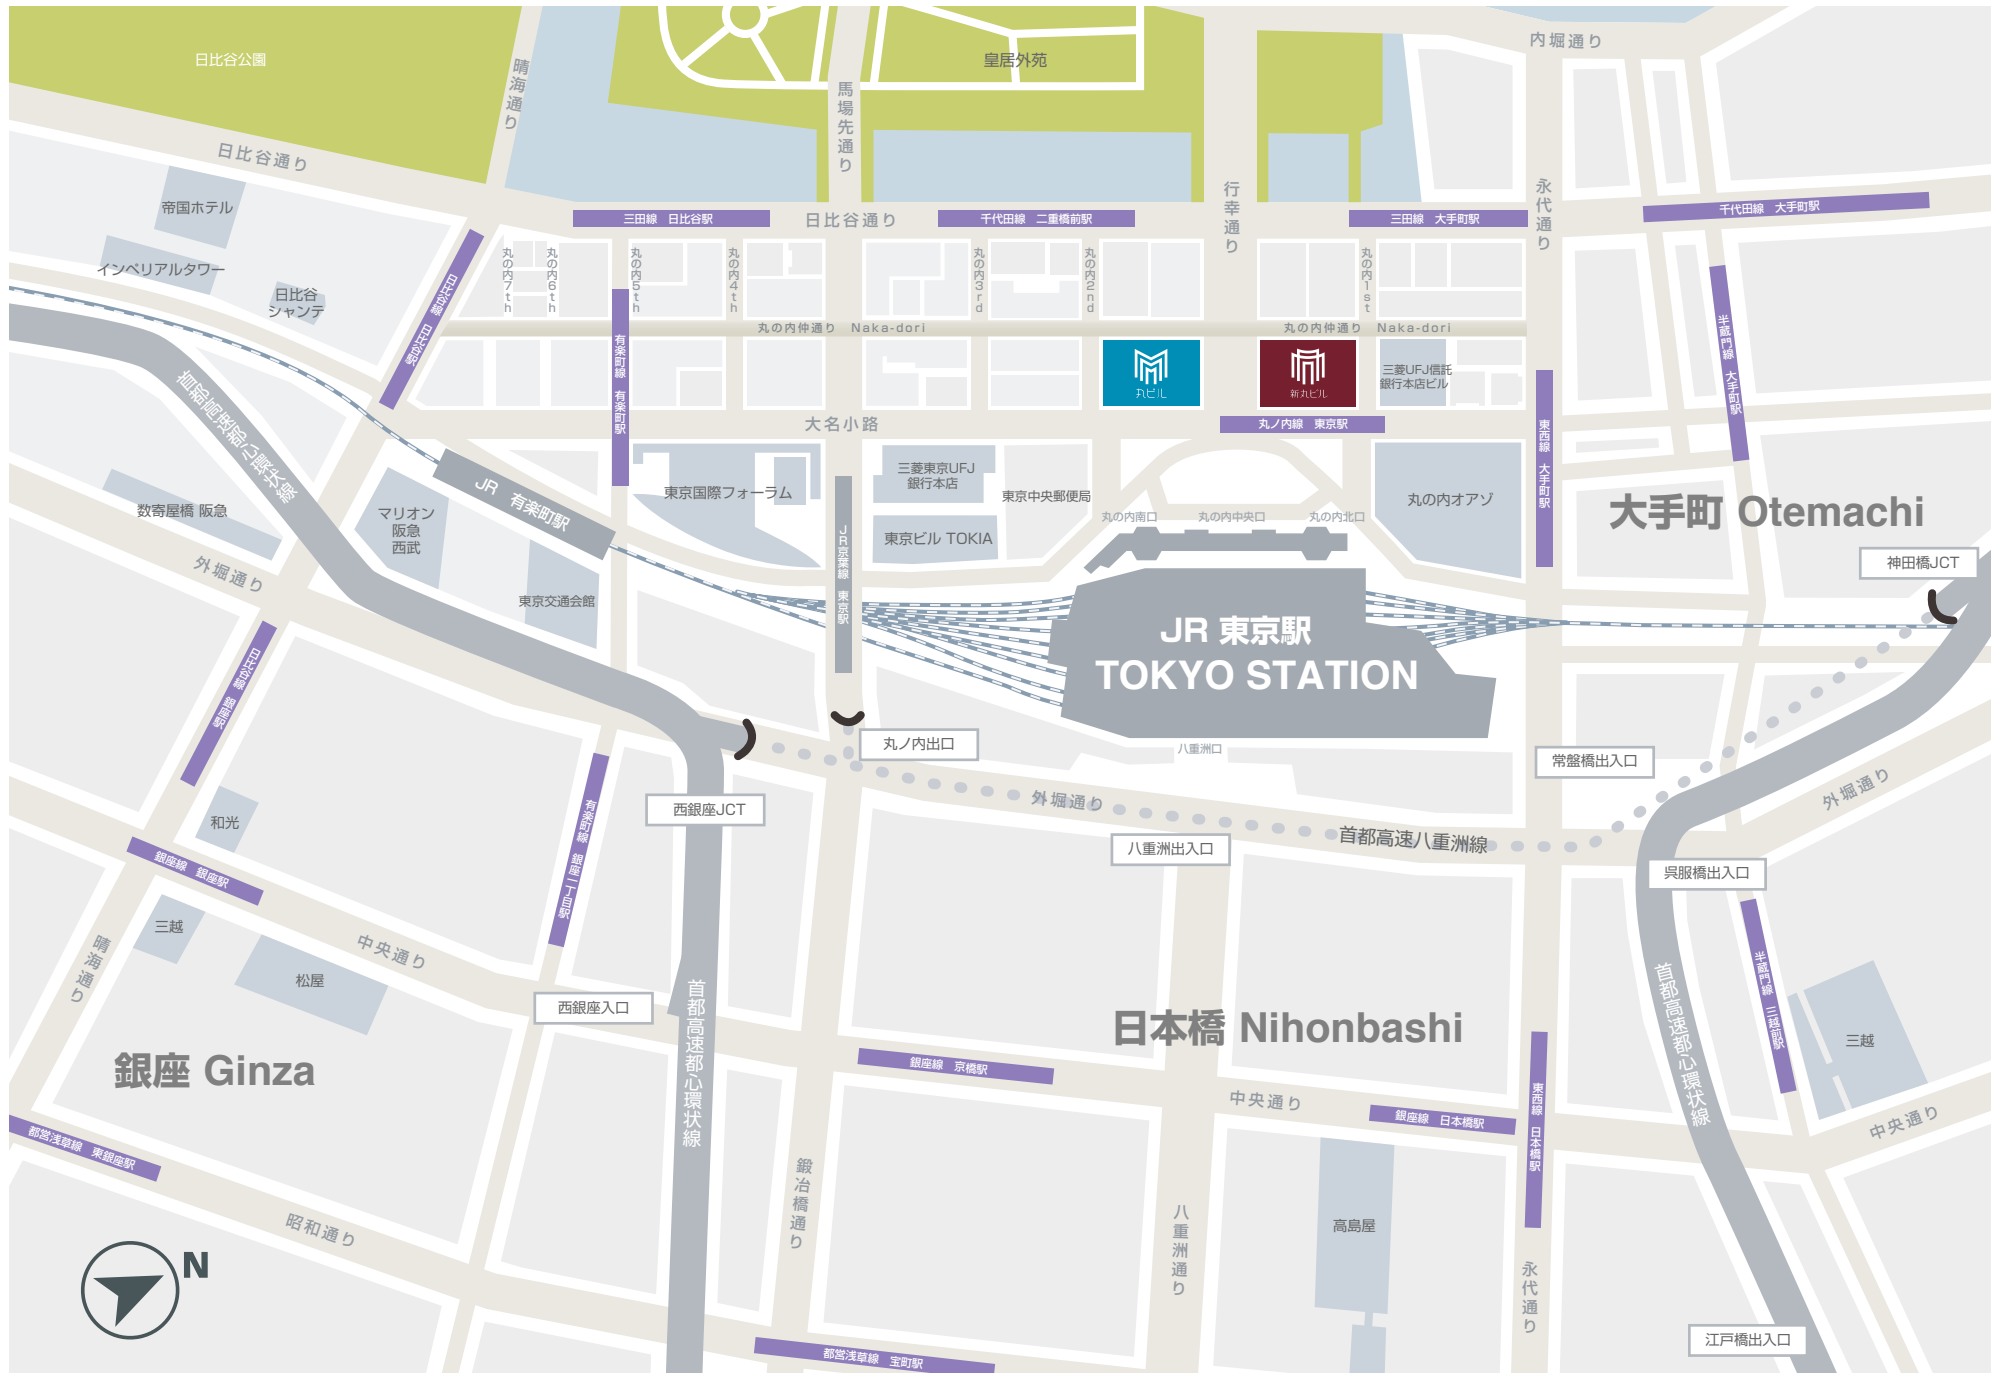 日比谷公園
晴海通り
馬場先通り
皇居外苑
内堀通り
日比谷通り
帝国ホテル
インペリアルタワー
日比谷
シャンテ
三田線 日比谷駅
日比谷通り
千代田線 二重橋前駅
行幸通り
三田線 大手町駅
永代通り
千代田線 大手町駅
丸の内7th
丸の内6th
丸の内5th
丸の内4th
丸の内3rd
丸の内2nd
丸の内1st
丸の内仲通り Naka-dori
丸の内仲通り Naka-dori
日比谷線 日比谷駅
有楽町線 有楽町駅
半蔵門線 大手町駅
丸ビル
新丸ビル
三菱UFJ信託
銀行本店ビル
大名小路
丸ノ内線 東京駅
東西線 大手町駅
首都高速都心環状線
数寄屋橋 阪急
マリオン
阪急
西武
JR 有楽町駅
東京国際フォーラム
三菱東京UFJ
銀行本店
東京ビル TOKIA
東京中央郵便局
丸の内南口
丸の内中央口
丸の内北口
丸の内オアゾ
大手町 Otemachi
神田橋JCT
外堀通り
東京交通会館
JR京葉線 東京駅
JR 東京駅
TOKYO STATION
日比谷線 銀座駅
丸ノ内出口
八重洲口
常盤橋出入口
外堀通り
西銀座JCT
外堀通り
首都高速八重洲線
八重洲出入口
呉服橋出入口
和光
銀座線 銀座駅
有楽町線 銀座一丁目駅
三越
中央通り
晴海通り
松屋
西銀座入口
首都高速都心環状線
銀座 Ginza
日本橋 Nihonbashi
首都高速都心環状線
半蔵門線 三越前駅
三越
銀座線 京橋駅
中央通り
銀座線 日本橋駅
東西線 日本橋駅
中央通り
都営浅草線 東銀座駅
昭和通り
鍛冶橋通り
八重洲通り
高島屋
永代通り
N
都営浅草線 宝町駅
江戸橋出入口